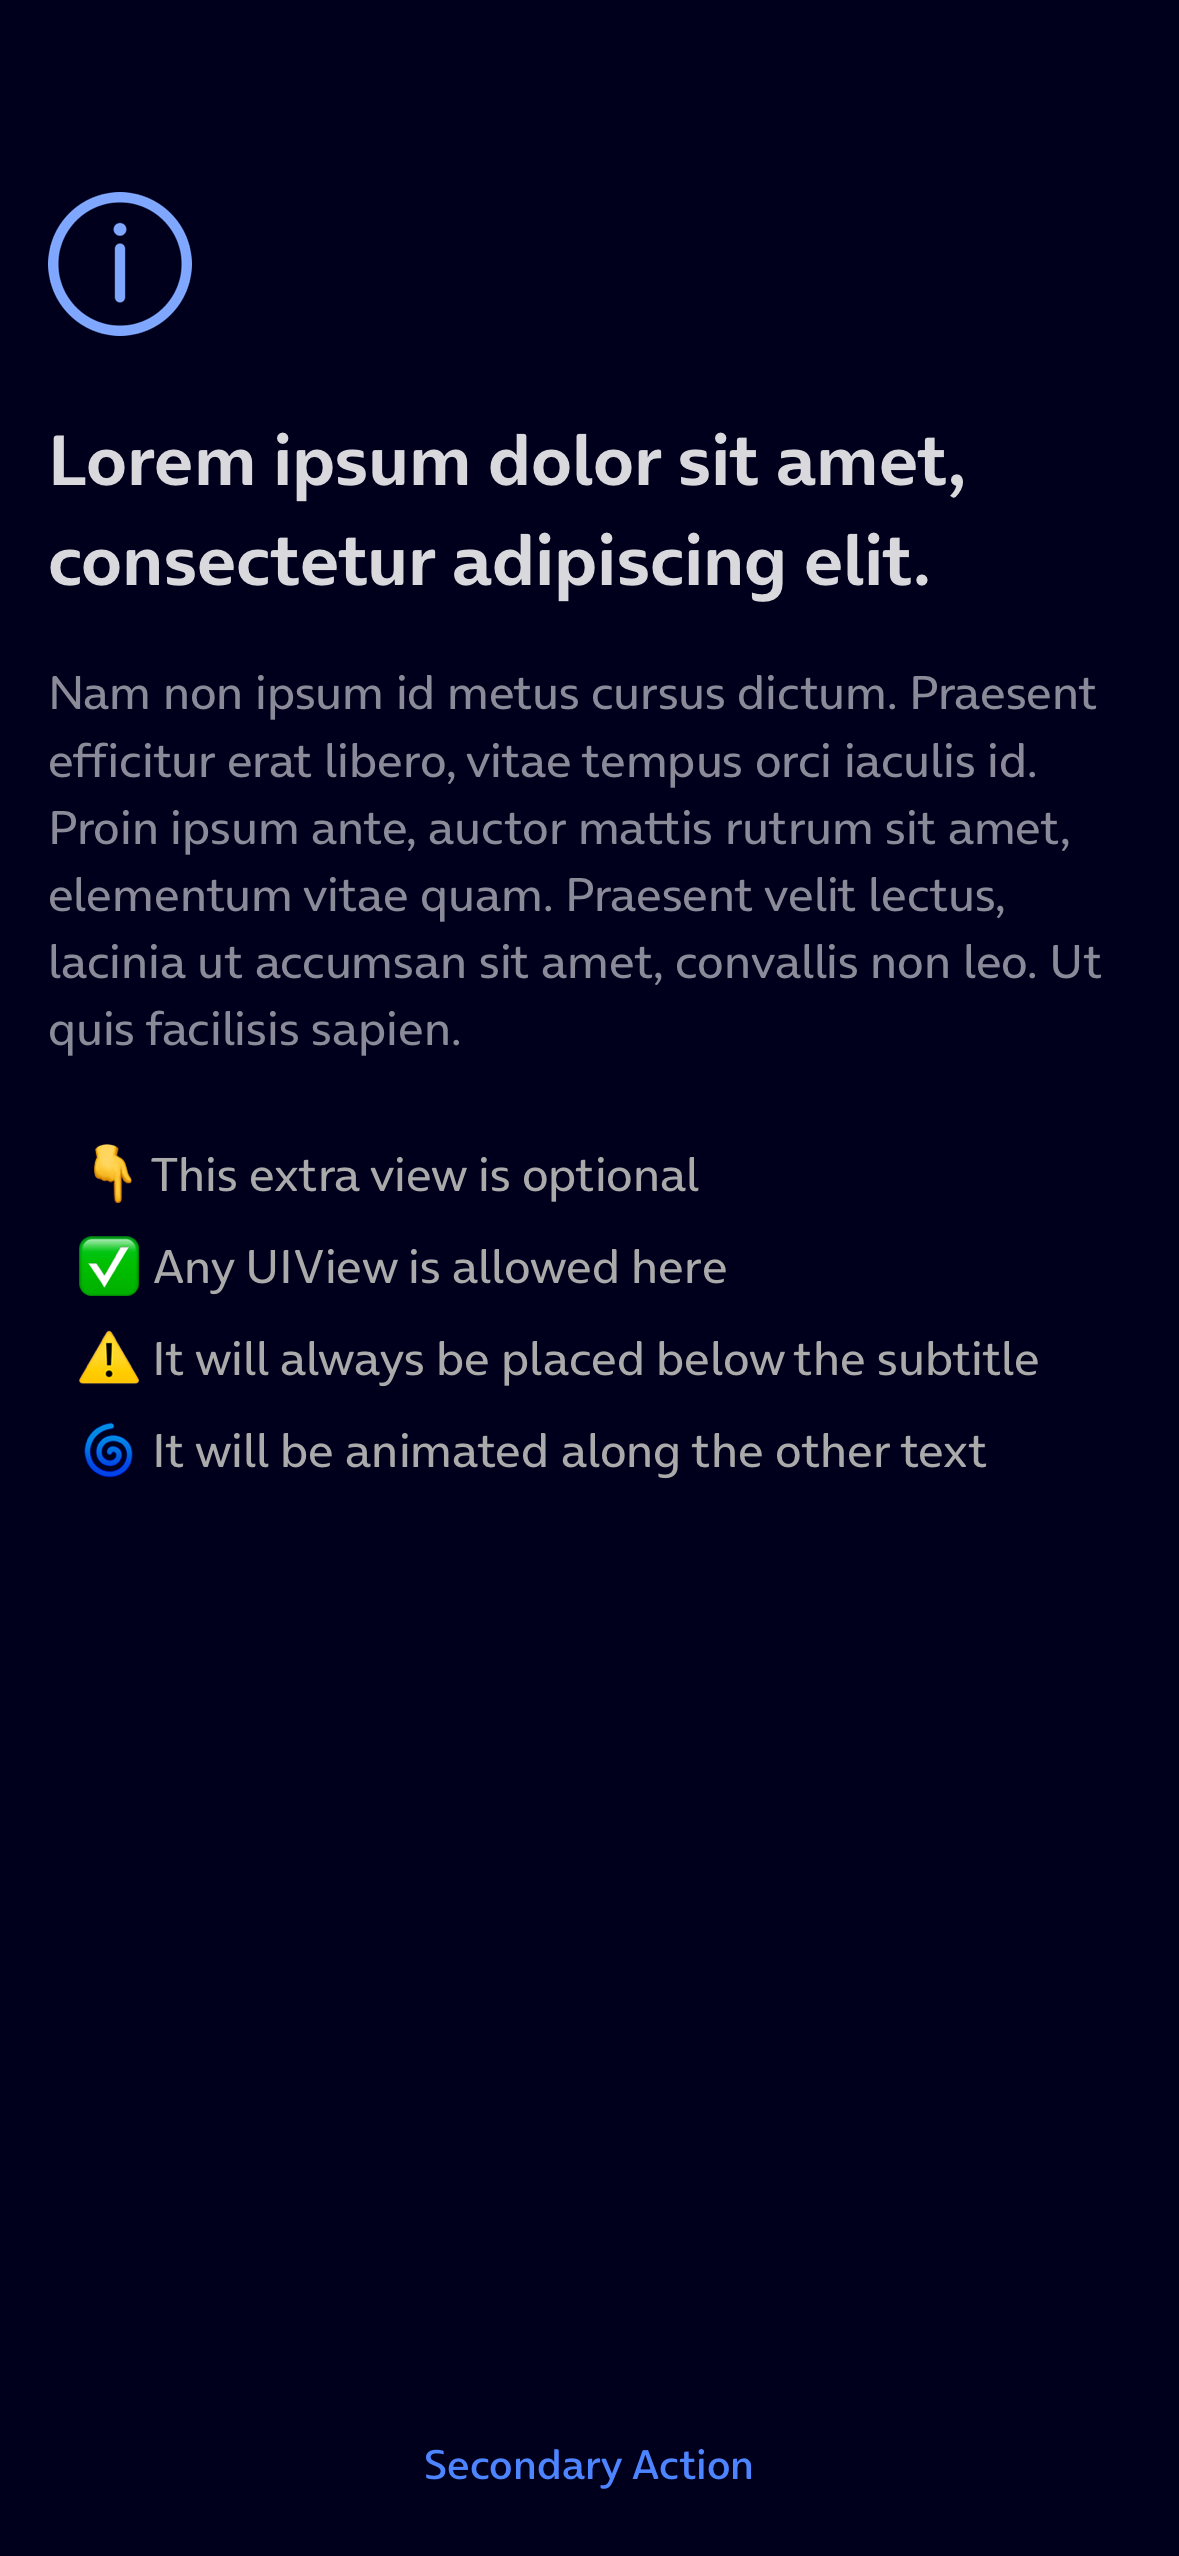 Lorem ipsum dolor sit amet,
consectetur adipiscing elit.
Nam non ipsum id metus cursus dictum. Praesent
efficitur erat libero, vitae tempus orci iaculis id.
Proin ipsum ante, auctor mattis rutrum sit amet,
elementum vitae quam. Praesent velit lectus,
lacinia ut accumsan sit amet, convallis non leo. Ut
quis facilisis sapien.
👇 This extra view is optional
✅ Any UIView is allowed here
⚠️ It will always be placed below the subtitle
🌀 It will be animated along the other text
Secondary Action